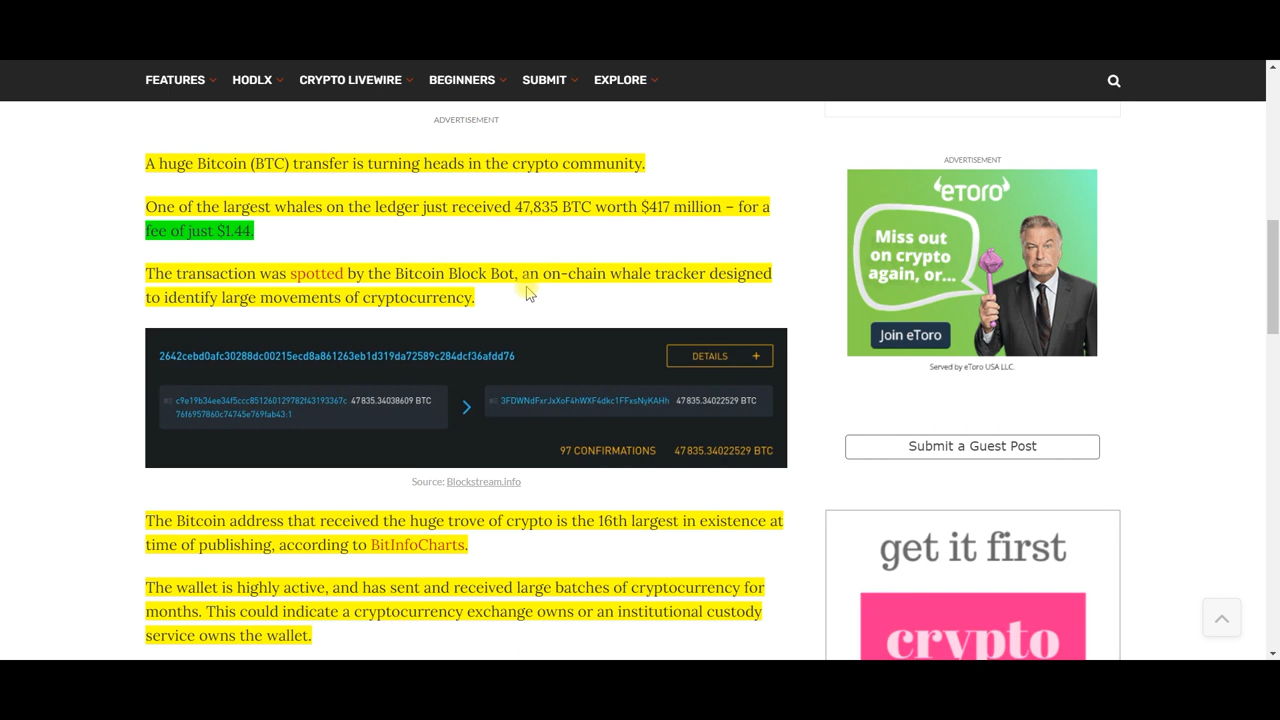 FEATURES HODLX CRYPTO LIVEWIRE BEGINNERS SUBMIT EXPLORE
ADVERTISEMENT
A huge Bitcoin (BTC) transfer is turning heads in the crypto community.
One of the largest whales on the ledger just received 47,835 BTC worth $417 million – for a
fee of just $1.44.
The transaction was spotted by the Bitcoin Block Bot, an on-chain whale tracker designed
to identify large movements of cryptocurrency.
2642cebd0afc30288dc00215ecd8a861263eb1d319da72589c284dcf36afdd76
DETAILS +
c9e19b34ee34f5ccc851260129782f43193367c 47835.34038609 BTC
76f6957860c74745e769fab43:1
3FDWNdFxrJxXoF4hWXF4dkc1FFxsNyKAHh 47835.34022529 BTC
97 CONFIRMATIONS 47835.34022529 BTC
Source: Blockstream.info
The Bitcoin address that received the huge trove of crypto is the 16th largest in existence at
time of publishing, according to BitInfoCharts.
The wallet is highly active, and has sent and received large batches of cryptocurrency for
months. This could indicate a cryptocurrency exchange owns or an institutional custody
service owns the wallet.
ADVERTISEMENT
eTORO
Miss out
on crypto
again, or...
Join eToro
Served by eToro USA LLC.
Submit a Guest Post
get it first
crypto